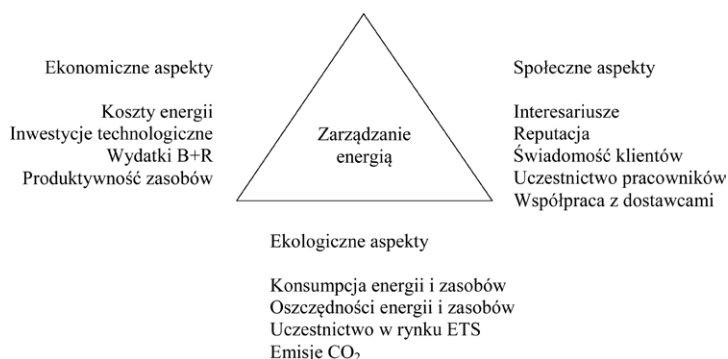 Ekonomiczne aspekty
Koszty energii
Inwestycje technologiczne
Wydatki B+R
Produktywność zasobów
Zarządzanie
energią
Społeczne aspekty
Interesariusze
Reputacja
Świadomość klientów
Uczestnictwo pracowników
Współpraca z dostawcami
Ekologiczne aspekty
Konsumpcja energii i zasobów
Oszczędności energii i zasobów
Uczestnictwo w rynku ETS
Emisje CO₂